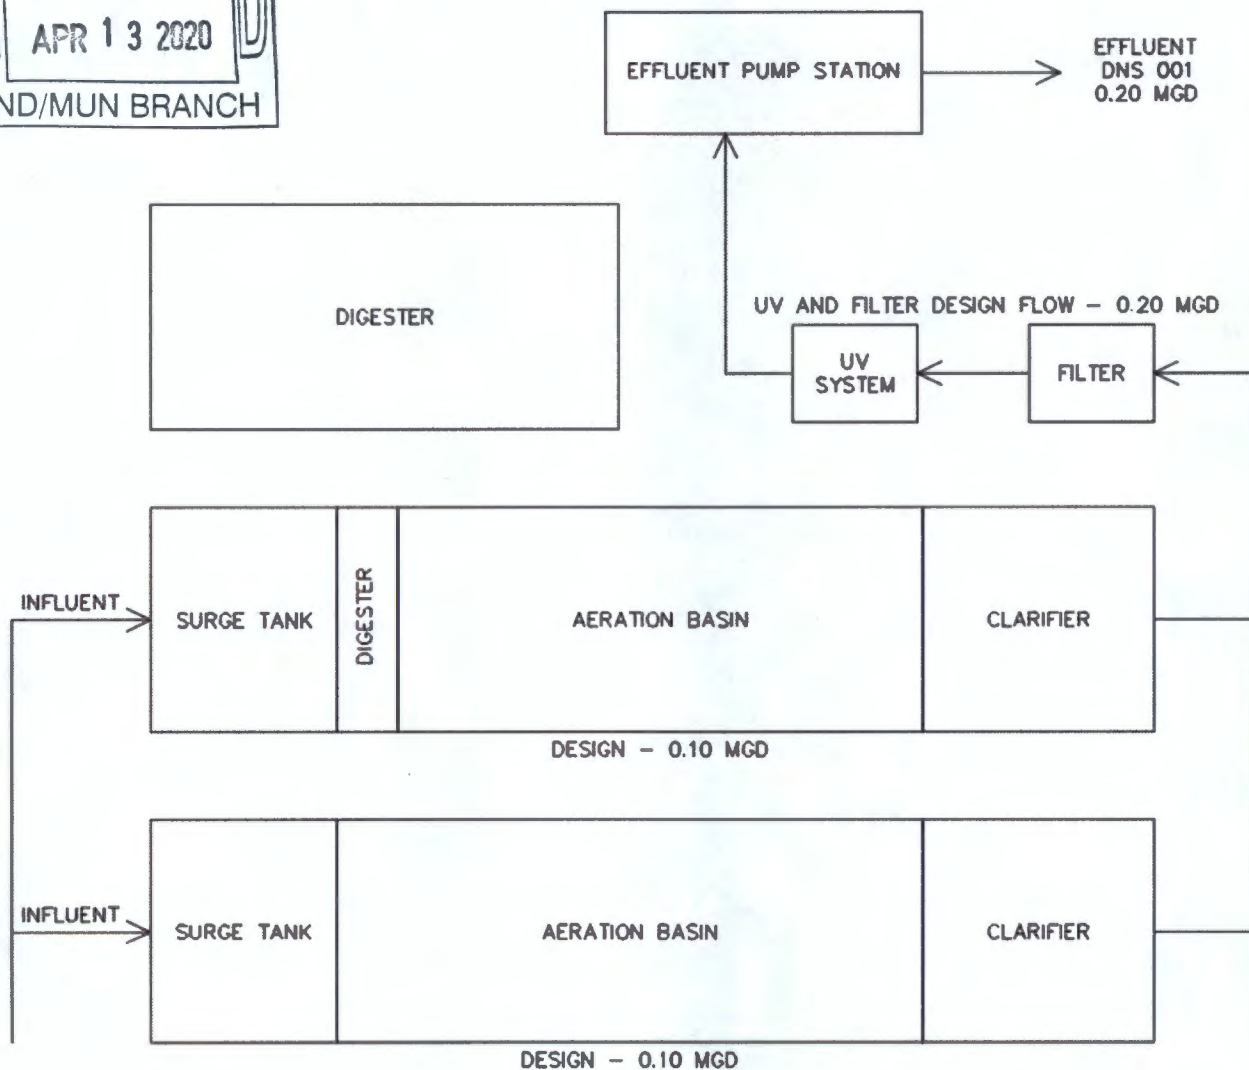 APR 13 2020
ND/MUN BRANCH
EFFLUENT PUMP STATION
EFFLUENT
DNS 001
0.20 MGD
DIGESTER
UV AND FILTER DESIGN FLOW - 0.20 MGD
UV
SYSTEM
FILTER
INFLUENT
SURGE TANK
DIGESTER
AERATION BASIN
CLARIFIER
DESIGN - 0.10 MGD
INFLUENT
SURGE TANK
AERATION BASIN
CLARIFIER
DESIGN - 0.10 MGD